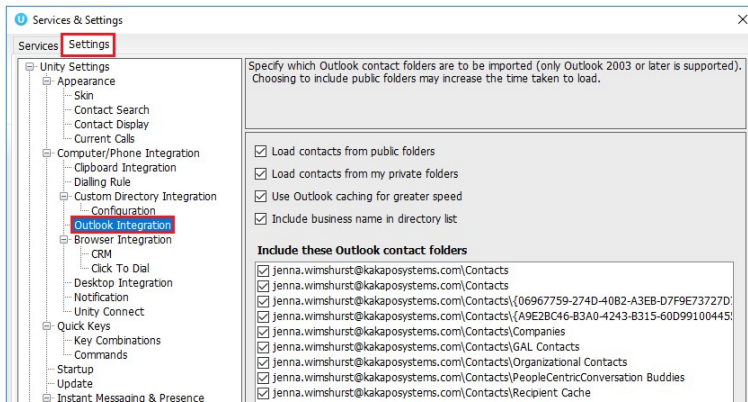 Services & Settings
Services
Settings
Unity Settings
Appearance
Skin
Contact Search
Contact Display
Current Calls
Computer/Phone Integration
Clipboard Integration
Dialling Rule
Custom Directory Integration
Configuration
Outlook Integration
Browser Integration
CRM
Click To Dial
Desktop Integration
Notification
Unity Connect
Quick Keys
Key Combinations
Commands
Startup
Update
Instant Messaging & Presence
Specify which Outlook contact folders are to be imported (only Outlook 2003 or later is supported).
Choosing to include public folders may increase the time taken to load.
Load contacts from public folders
Load contacts from my private folders
Use Outlook caching for greater speed
Include business name in directory list
Include these Outlook contact folders
jenna.wimshurst@kakaposystems.com\Contacts
jenna.wimshurst@kakaposystems.com\Contacts
jenna.wimshurst@kakaposystems.com\Contacts\{06967759-274D-40B2-A3EB-D7F9E73727D
jenna.wimshurst@kakaposystems.com\Contacts\{A9E2BC46-B3A0-4243-B315-60D99100445
jenna.wimshurst@kakaposystems.com\Contacts\Companies
jenna.wimshurst@kakaposystems.com\Contacts\GAL Contacts
jenna.wimshurst@kakaposystems.com\Contacts\Organizational Contacts
jenna.wimshurst@kakaposystems.com\Contacts\PeopleCentricConversation Buddies
jenna.wimshurst@kakaposystems.com\Contacts\Recipient Cache